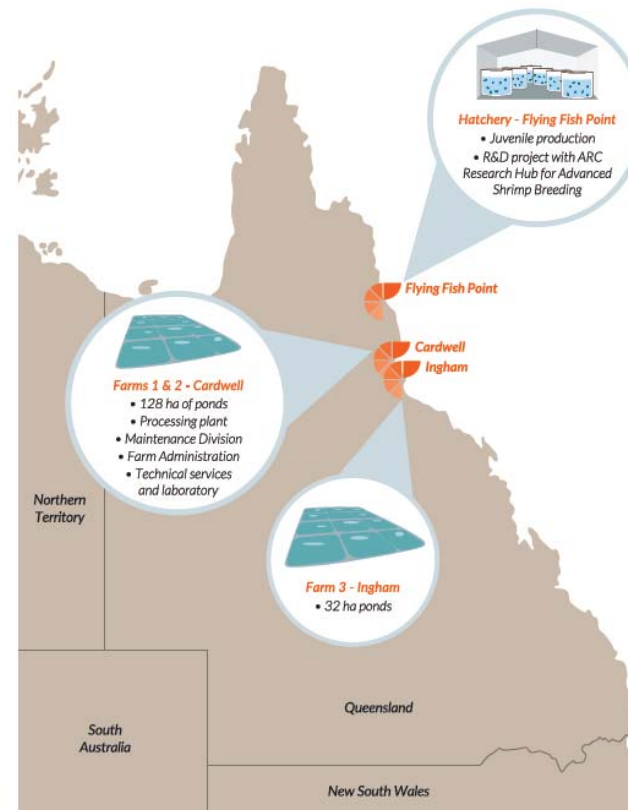 Hatchery - Flying Fish Point
• Juvenile production
• R&D project with ARC
Research Hub for Advanced
Shrimp Breeding
Flying Fish Point
Cardwell
Ingham
Farms 1 & 2 - Cardwell
• 128 ha of ponds
• Processing plant
• Maintenance Division
• Farm Administration
• Technical services
and laboratory
Northern
Territory
Farm 3 - Ingham
• 32 ha ponds
Queensland
South
Australia
New South Wales